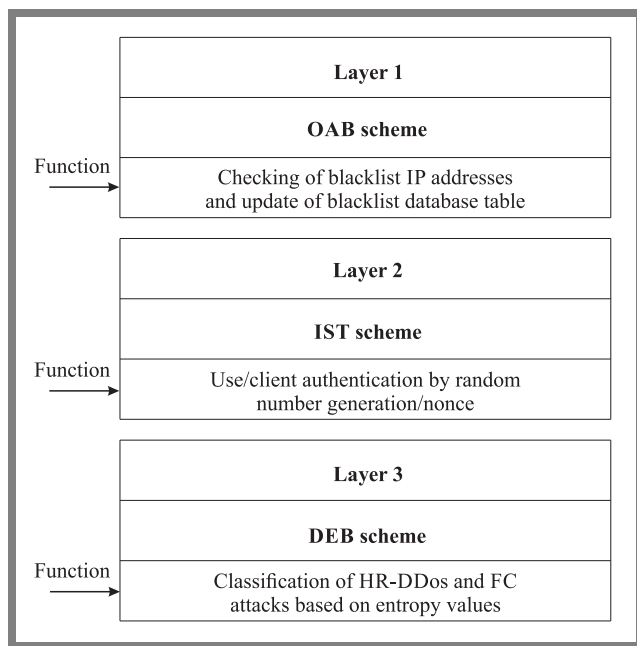 Layer 1
OAB scheme
Function
Checking of blacklist IP addresses
and update of blacklist database table
Layer 2
IST scheme
Function
Use/client authentication by random
number generation/nonce
Layer 3
DEB scheme
Function
Classification of HR-DDos and FC
attacks based on entropy values